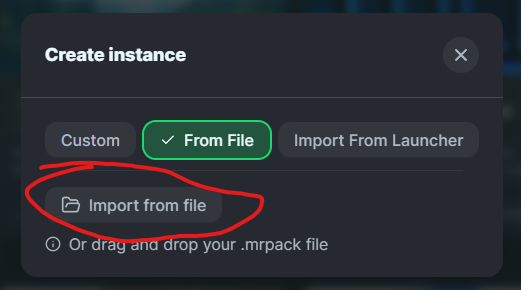 Create instance
Custom From File Import From Launcher
Import from file
Or drag and drop your .mrpack file